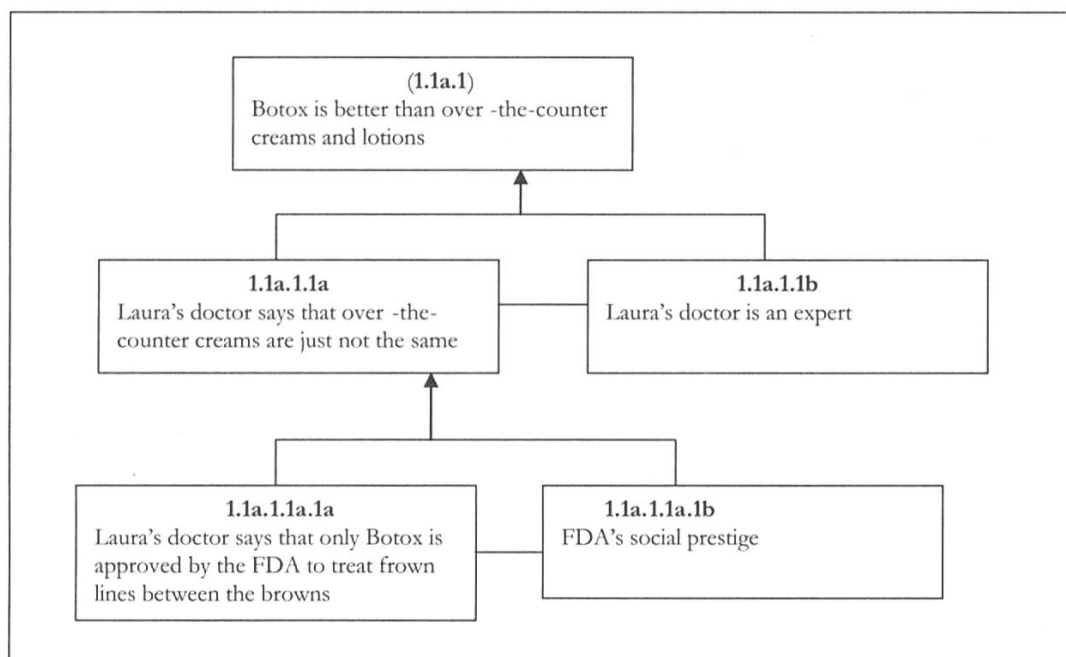 (1.1a.1)
Botox is better than over -the-counter
creams and lotions
1.1a.1.1a
Laura's doctor says that over -the-
counter creams are just not the same
1.1a.1.1b
Laura's doctor is an expert
1.1a.1.1a.1a
Laura's doctor says that only Botox is
approved by the FDA to treat frown
lines between the browns
1.1a.1.1a.1b
FDA's social prestige